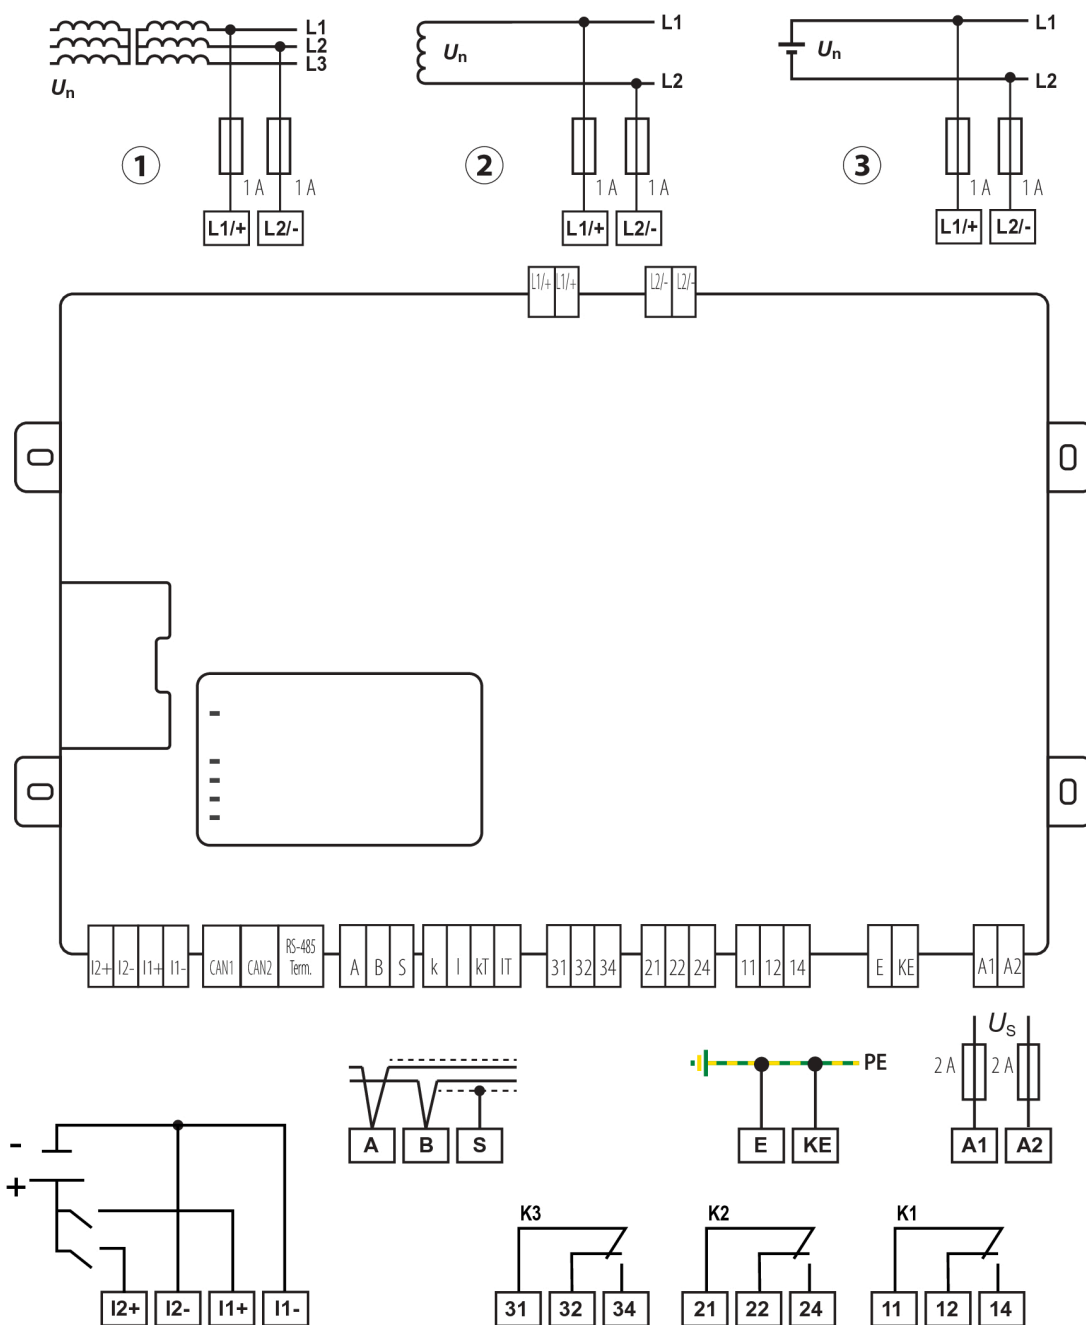 L1
L2
L3
Un
1
1 A
1 A
L1/+
L2/-
L1
Un
L2
2
1 A
1 A
L1/+
L2/-
L1
Un
L2
3
1 A
1 A
L1/+
L2/-
L1/+ L1/+ L2/- L2/-
I2+ I2- I1+ I1- CAN1 CAN2 RS-485 Term. A B S k l kT lT 31 32 34 21 22 24 11 12 14 E KE A1 A2
- +
I2+ I2- I1+ I1-
A B S
PE
E KE
US
2 A 2 A
A1 A2
K3
31 32 34
K2
21 22 24
K1
11 12 14